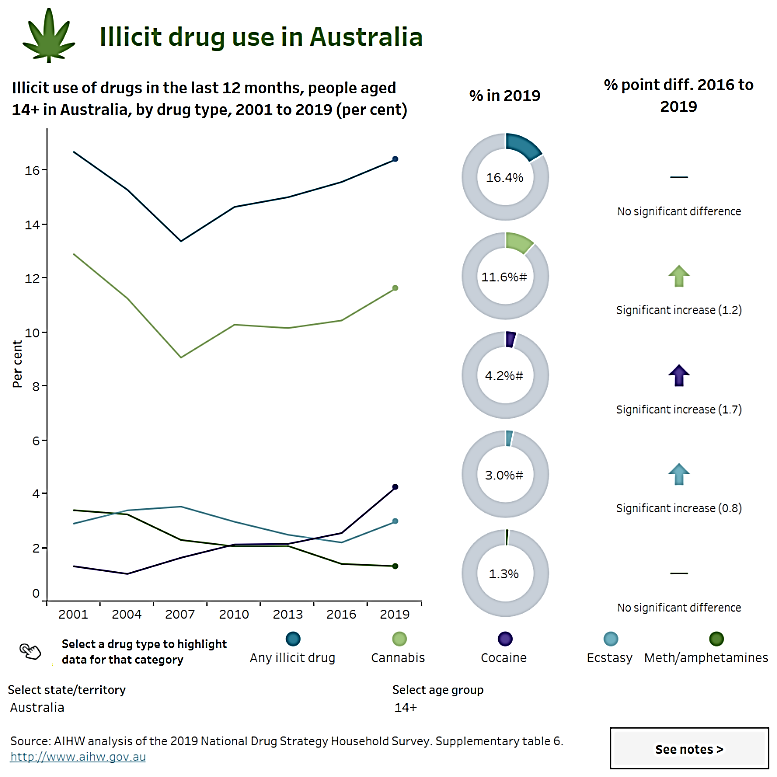 Illicit drug use in Australia
Illicit use of drugs in the last 12 months, people aged
14+ in Australia, by drug type, 2001 to 2019 (per cent)
% in 2019
% point diff. 2016 to
2019
Per cent
16
14
12
10
8
6
4
2
0
2001 2004 2007 2010 2013 2016 2019
16.4%
No significant difference
11.6%#
Significant increase (1.2)
4.2%#
Significant increase (1.7)
3.0%#
Significant increase (0.8)
1.3%
No significant difference
Select a drug type to highlight
data for that category
Any illicit drug Cannabis Cocaine Ecstasy Meth/amphetamines
Select state/territory
Australia
Select age group
14+
Source: AIHW analysis of the 2019 National Drug Strategy Household Survey. Supplementary table 6.
http://www.aihw.gov.au
See notes >